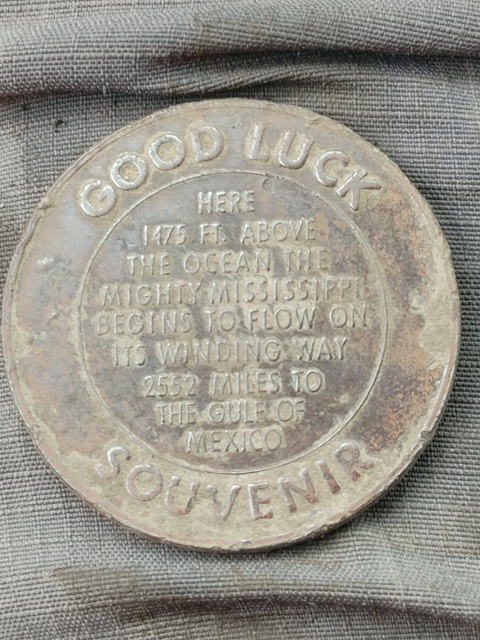 GOOD LUCK
HERE
1475 FT. ABOVE
THE OCEAN THE
MIGHTY MISSISSIPPI
BEGINS TO FLOW ON
ITS WINDING WAY
2552 MILES TO
THE GULF OF
MEXICO
SOUVENIR